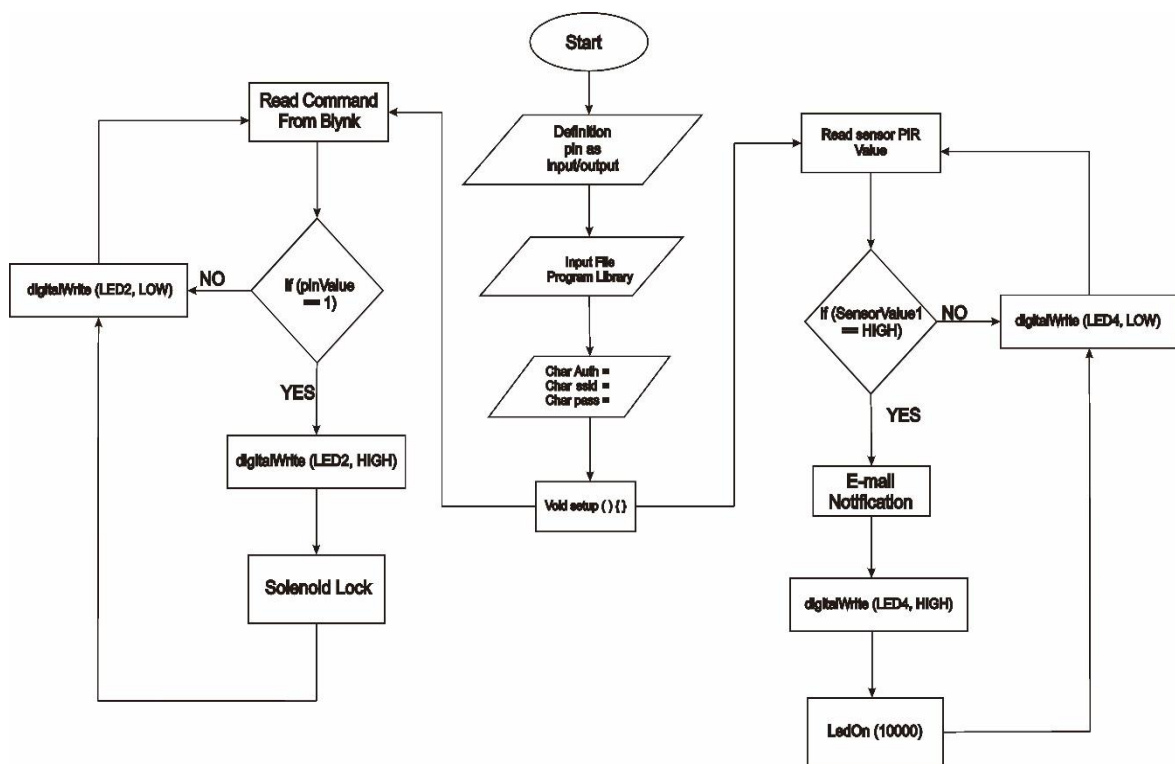 Start
Definition
pin as
input/output
Input File
Program Library
Char Auth =
Char ssid =
Char pass =
Void setup ( ) { }
Read Command
From Blynk
If (pinValue
== 1)
NO
digitalWrite (LED2, LOW)
YES
digitalWrite (LED2, HIGH)
Solenoid Lock
Read sensor PIR
Value
If (SensorValue1
== HIGH)
NO
digitalWrite (LED4, LOW)
YES
E-mail
Notification
digitalWrite (LED4, HIGH)
LedOn (10000)